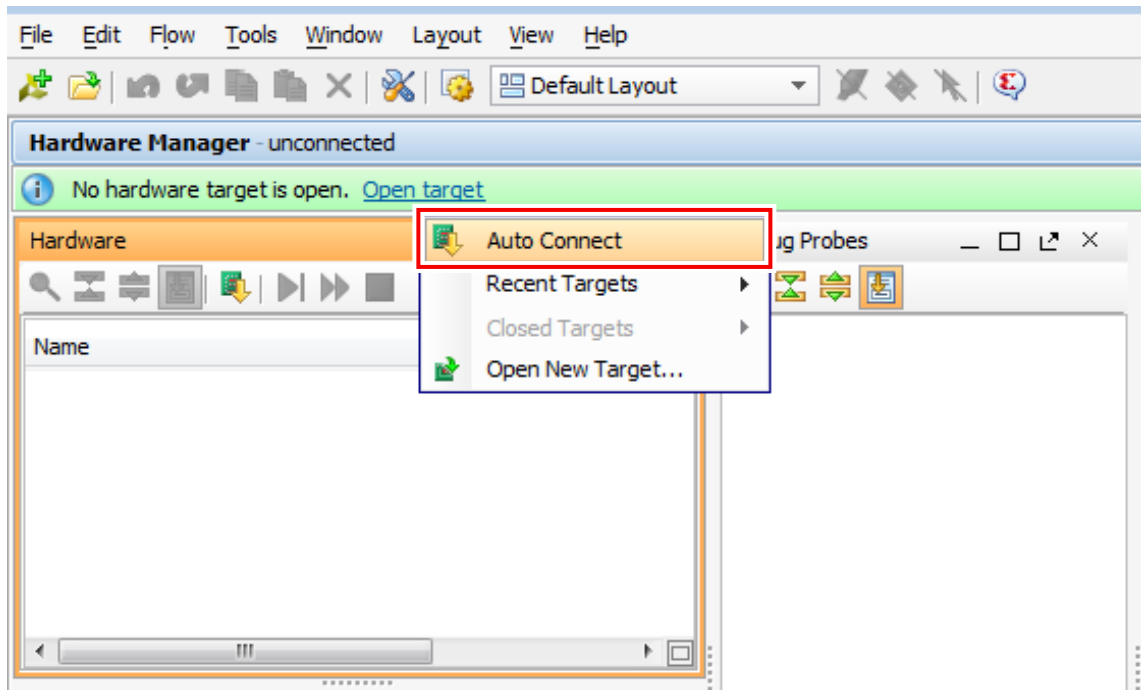 File Edit Flow Tools Window Layout View Help
Default Layout
Hardware Manager - unconnected
No hardware target is open. Open target
Hardware
Auto Connect
ug Probes
Recent Targets
Closed Targets
Open New Target...
Name